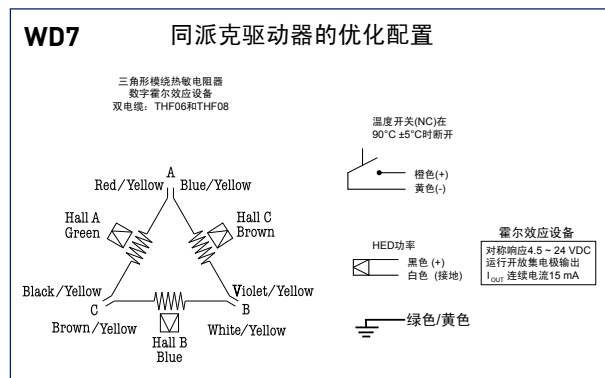 WD7
同派克驱动器的优化配置
三角形模绕热敏电阻器
数字霍尔效应设备
双电缆：THF06和THF08
A
Red/Yellow Blue/Yellow
Hall A
Green
Hall C
Brown
Black/Yellow
C
Brown/Yellow
Violet/Yellow
B
White/Yellow
Hall B
Blue
温度开关(NC)在
90°C ±5°C时断开
橙色(+)
黄色(-)
HED功率
黑色 (+)
白色 (接地)
霍尔效应设备
对称响应4.5 ~ 24 VDC
运行开放集电极输出
IOUT 连续电流15 mA
绿色/黄色